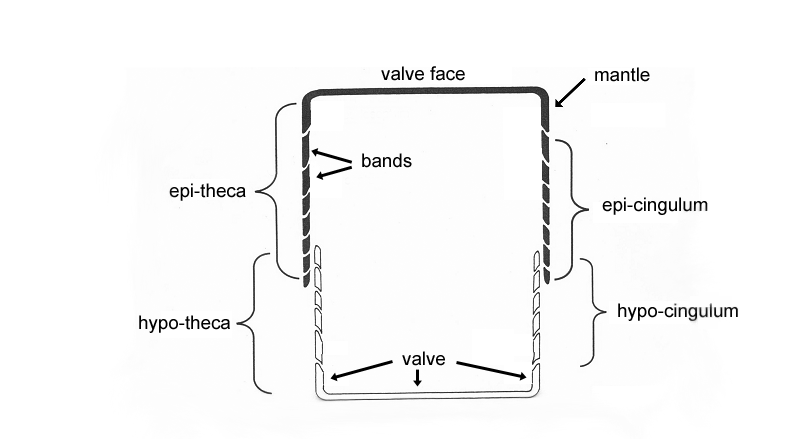 valve face
mantle
bands
epi-theca
epi-cingulum
hypo-theca
hypo-cingulum
valve